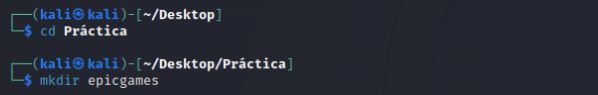 ┌──(kali㉿kali)-[~/Desktop]
└─$ cd Práctica
┌──(kali㉿kali)-[~/Desktop/Práctica]
└─$ mkdir epicgames